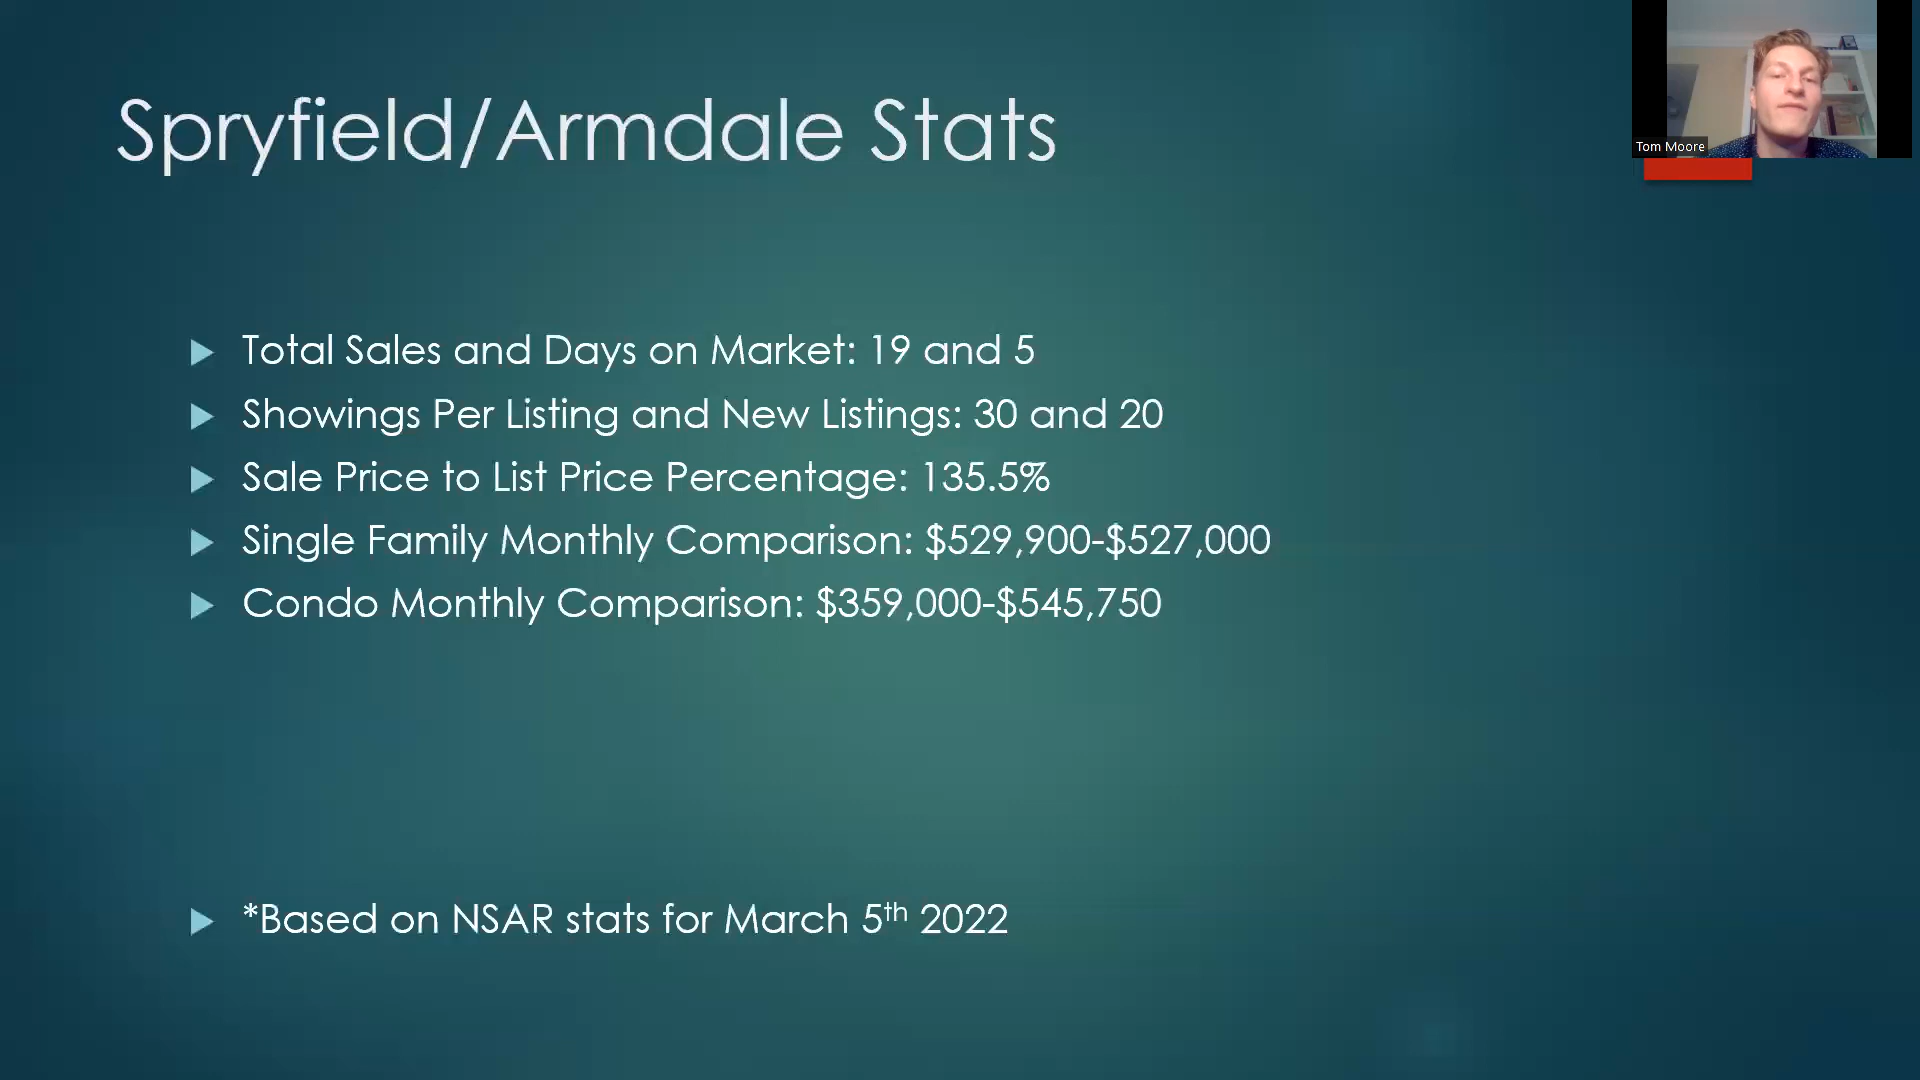 Spryfield/Armdale Stats
Tom Moore
Total Sales and Days on Market: 19 and 5
Showings Per Listing and New Listings: 30 and 20
Sale Price to List Price Percentage: 135.5%
Single Family Monthly Comparison: $529,900-$527,000
Condo Monthly Comparison: $359,000-$545,750
*Based on NSAR stats for March 5th 2022